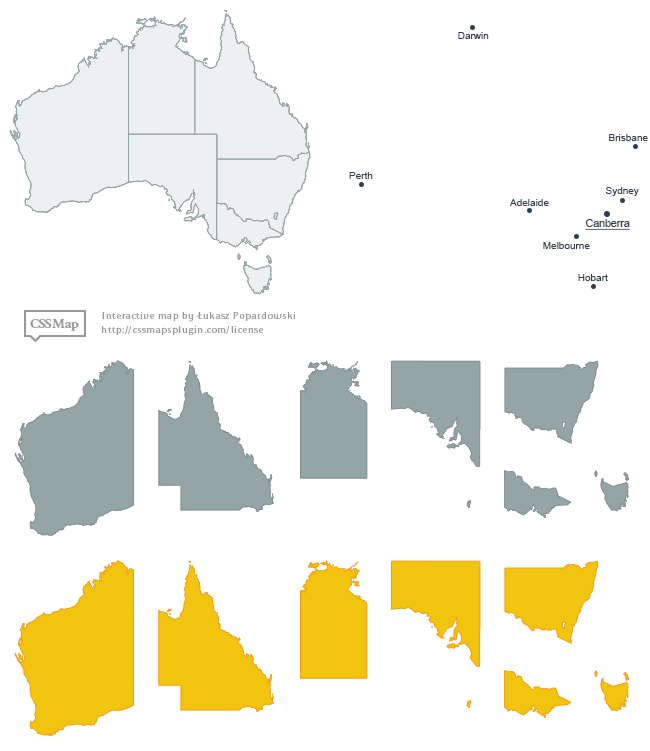 Darwin
Brisbane
Perth
Sydney
Adelaide
Canberra
Melbourne
Hobart
CSSMap
Interactive map by Łukasz Popardowski
http://cssmapsplugin.com/license